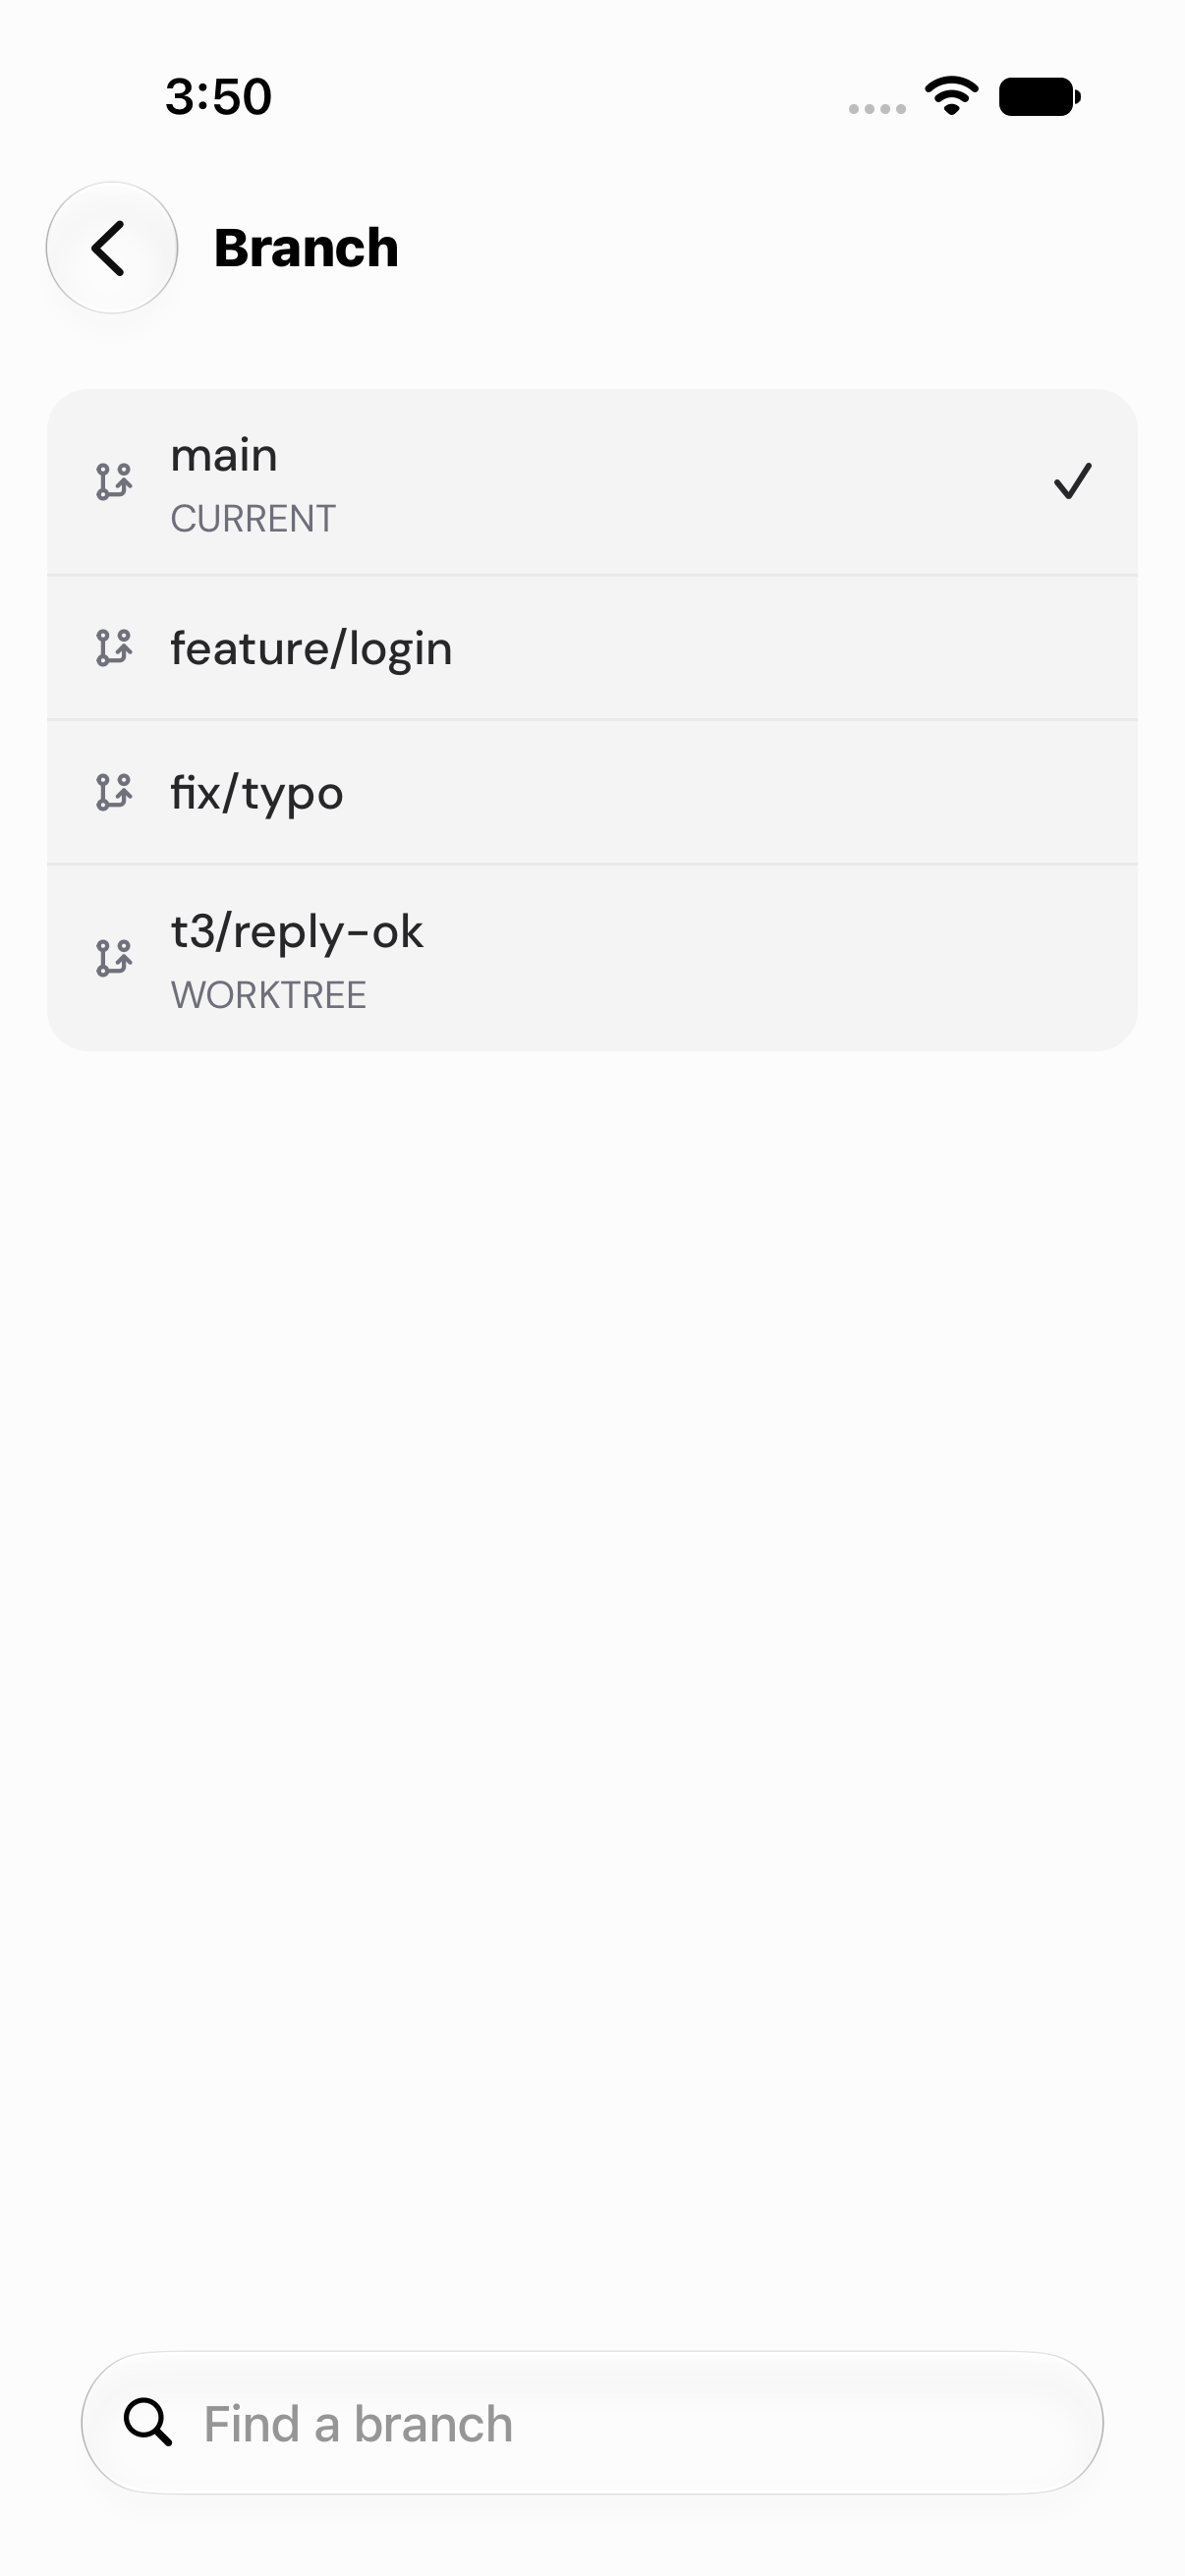 3:50
Branch
main
CURRENT
feature/login
fix/typo
t3/reply-ok
WORKTREE
Find a branch